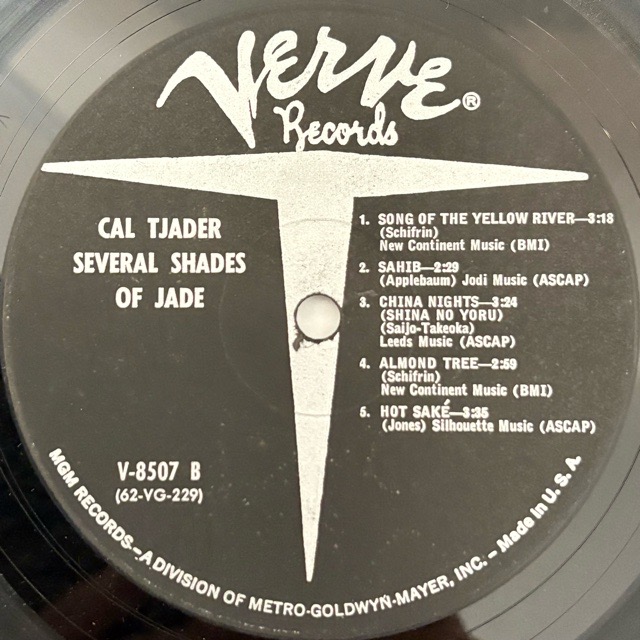 VERVE®
Records
CAL TJADER
SEVERAL SHADES
OF JADE
1. SONG OF THE YELLOW RIVER—3:18
(Schifrin)
New Continent Music (BMI)
2. SAHIB—2:29
(Applebaum) Jodi Music (ASCAP)
3. CHINA NIGHTS—3:24
(SHINA NO YORU)
(Saijo-Takeoka)
Leeds Music (ASCAP)
4. ALMOND TREE—2:59
(Schifrin)
New Continent Music (BMI)
5. HOT SAKÉ—3:35
(Jones) Silhouette Music (ASCAP)
V-8507 B
(62-VG-229)
MGM RECORDS—A DIVISION OF METRO-GOLDWYN-MAYER, INC. – Made in U. S. A.